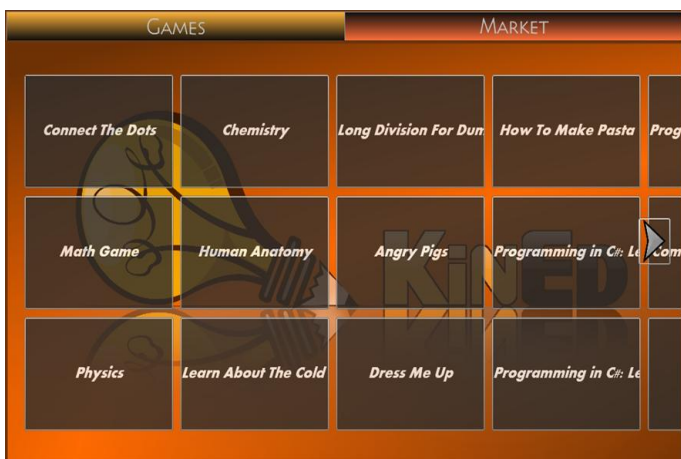 GAMES
MARKET
Connect The Dots
Chemistry
Long Division For Dum
How To Make Pasta
Prog
Math Game
Human Anatomy
Angry Pigs
Programming in C#: Le
Com
Physics
Learn About The Cold
Dress Me Up
Programming in C#: Le
KINED